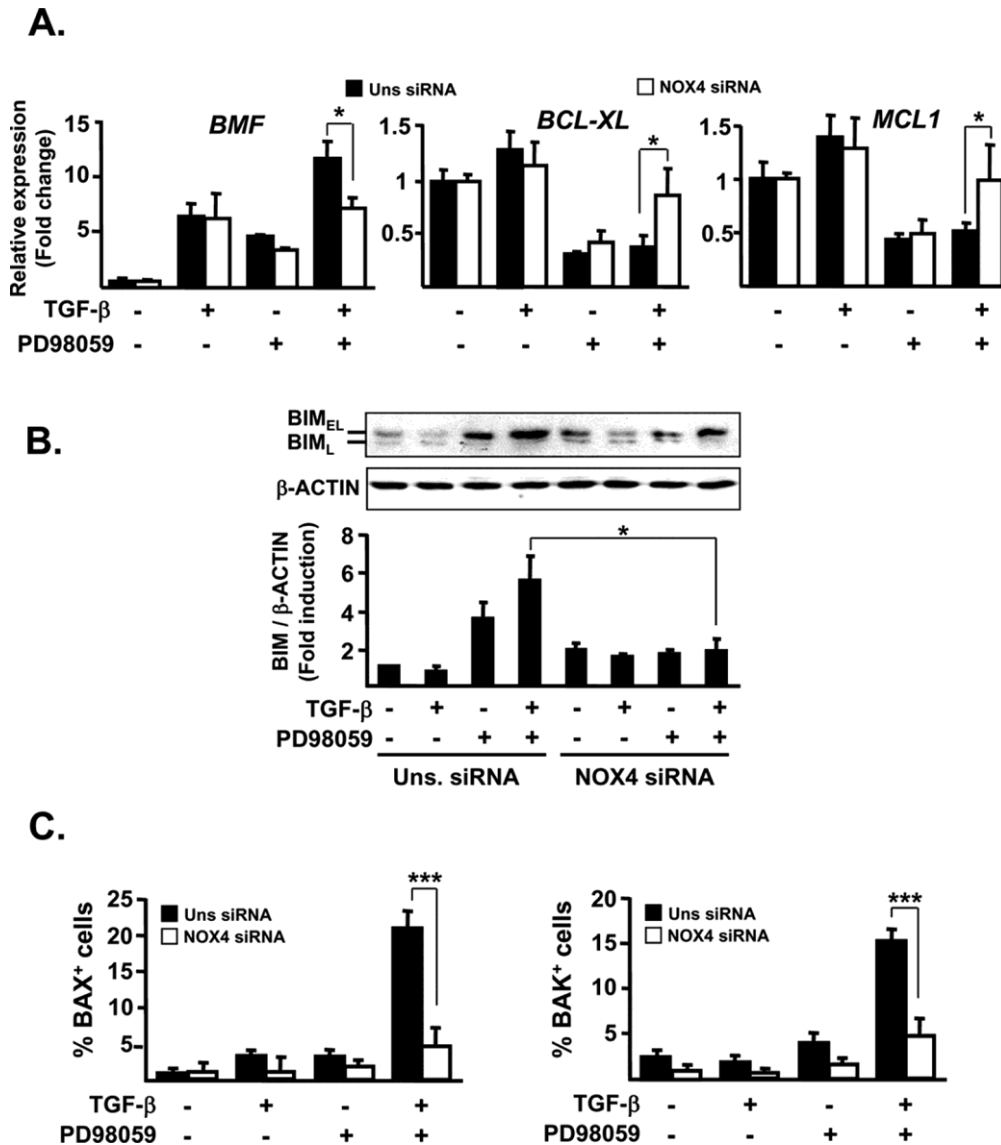 A.
Uns siRNA NOX4 siRNA
BMF BCL-XL MCL1
Relative expression
(Fold change)
15
10
5
1.5
1
0.5
1.5
1
0.5
* * *
TGF-β - + - + - + - + - + - +
PD98059 - - + + - - + + - - + +
B.
BIMEL
BIML
β-ACTIN
BIM / β-ACTIN
(Fold induction)
8
6
4
2
*
TGF-β - + - + - + - +
PD98059 - - + + - - + +
Uns. siRNA NOX4 siRNA
C.
% BAX+ cells
25
20
15
10
5
Uns siRNA
NOX4 siRNA
***
TGF-β - + - +
PD98059 - - + +
% BAK+ cells
20
15
10
5
Uns siRNA
NOX4 siRNA
***
TGF-β - + - +
PD98059 - - + +